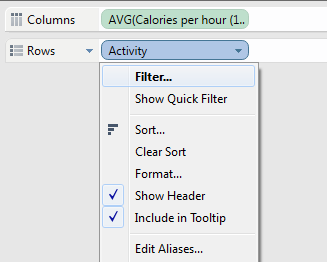 Columns
AVG(Calories per hour (1..
Rows
Activity
Filter...
Show Quick Filter
Sort...
Clear Sort
Format...
Show Header
Include in Tooltip
Edit Aliases...